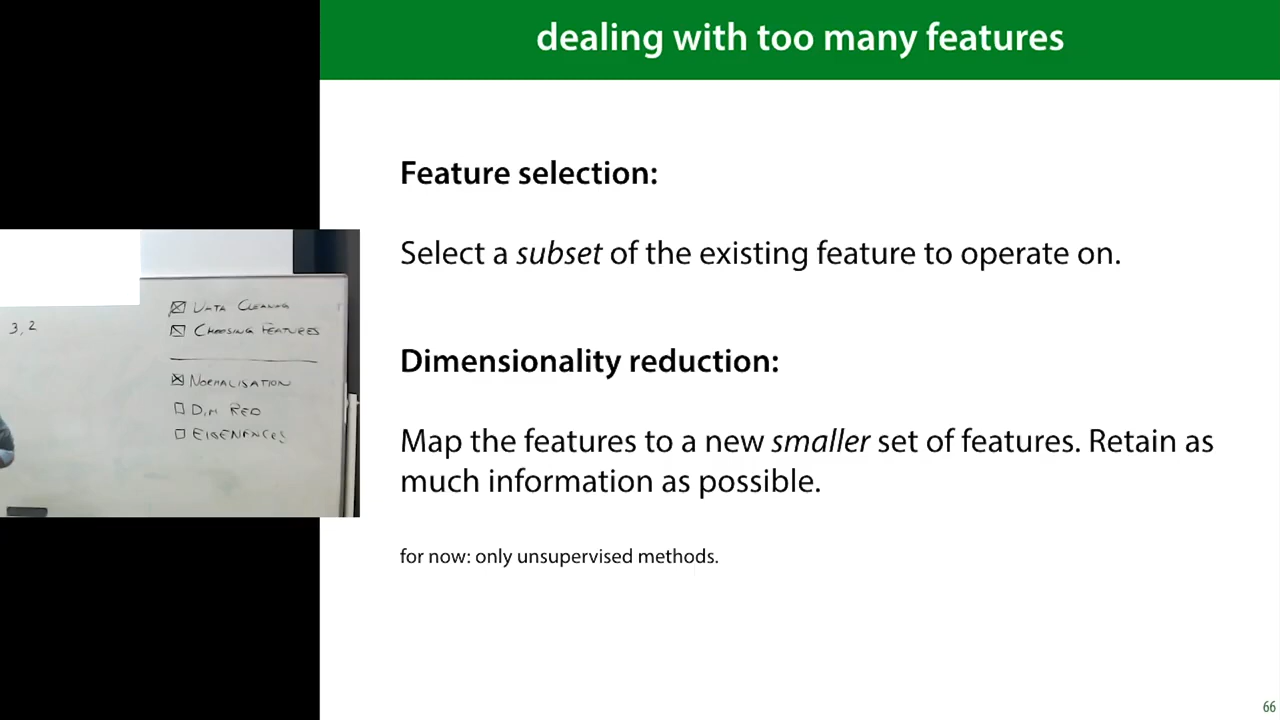 dealing with too many features
Feature selection:
Select a subset of the existing feature to operate on.
Dimensionality reduction:
Map the features to a new smaller set of features. Retain as
much information as possible.
for now: only unsupervised methods.
66
3, 2
DATA CLEANING
CHOOSING FEATURES
NORMALISATION
DIM RED
EIGENFACES